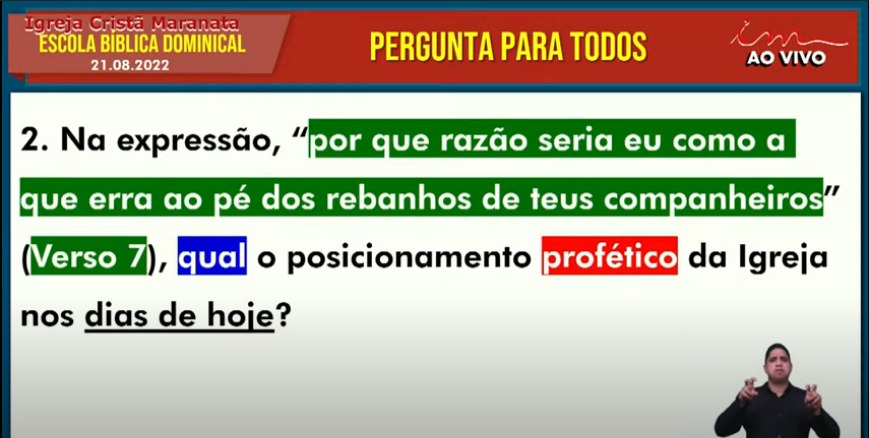 Igreja Cristã Maranata
ESCOLA BÍBLICA DOMINICAL
21.08.2022
PERGUNTA PARA TODOS
AO VIVO
2. Na expressão, “por que razão seria eu como a
que erra ao pé dos rebanhos de teus companheiros”
(Verso 7), qual o posicionamento profético da Igreja
nos dias de hoje?